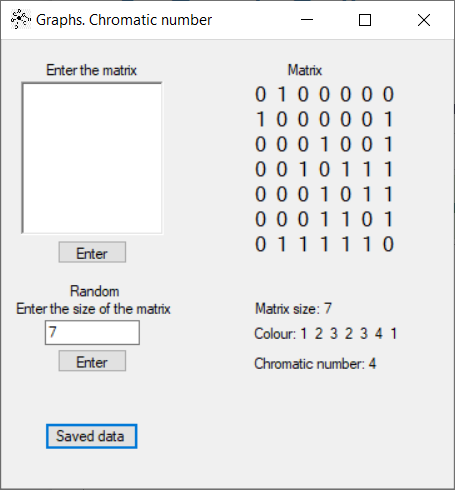 Graphs. Chromatic number
Enter the matrix
Enter
Random
Enter the size of the matrix
7
Enter
Saved data
Matrix
0 1 0 0 0 0 0
1 0 0 0 0 0 1
0 0 0 1 0 0 1
0 0 1 0 1 1 1
0 0 0 1 0 1 1
0 0 0 1 1 0 1
0 1 1 1 1 1 0
Matrix size: 7
Colour: 1 2 3 2 3 4 1
Chromatic number: 4